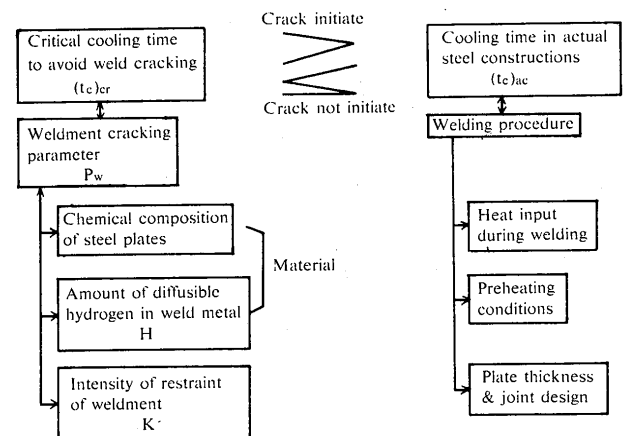 Crack initiate
Critical cooling time
to avoid weld cracking
(tc)cr
Crack not initiate
Cooling time in actual
steel constructions
(tc)ac
Weldment cracking
parameter
Pw
Welding procedure
Chemical composition
of steel plates
Amount of diffusible
hydrogen in weld metal
H
Material
Intensity of restraint
of weldment
K
Heat input
during welding
Preheating
conditions
Plate thickness
& joint design